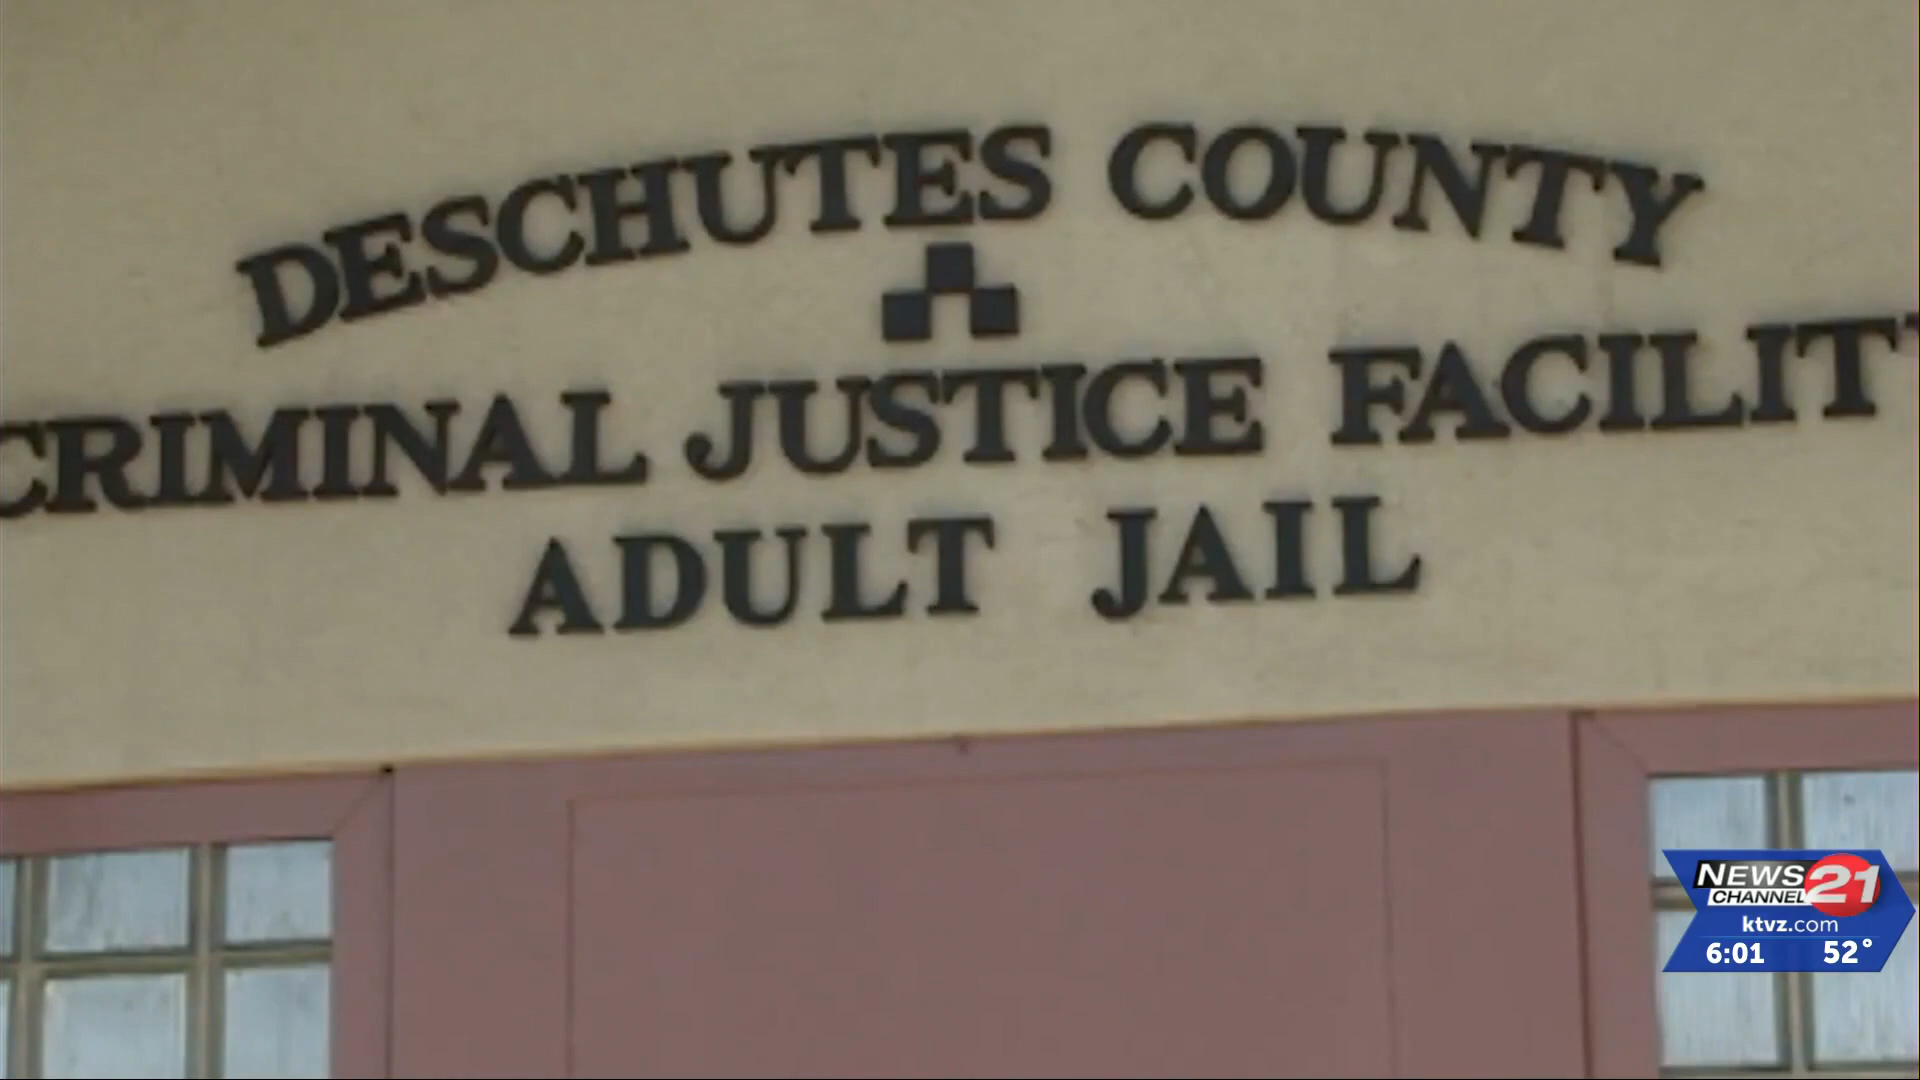 DESCHUTES COUNTY
CRIMINAL JUSTICE FACILIT
ADULT JAIL
NEWS 21
CHANNEL
ktvz.com
6:01 52°